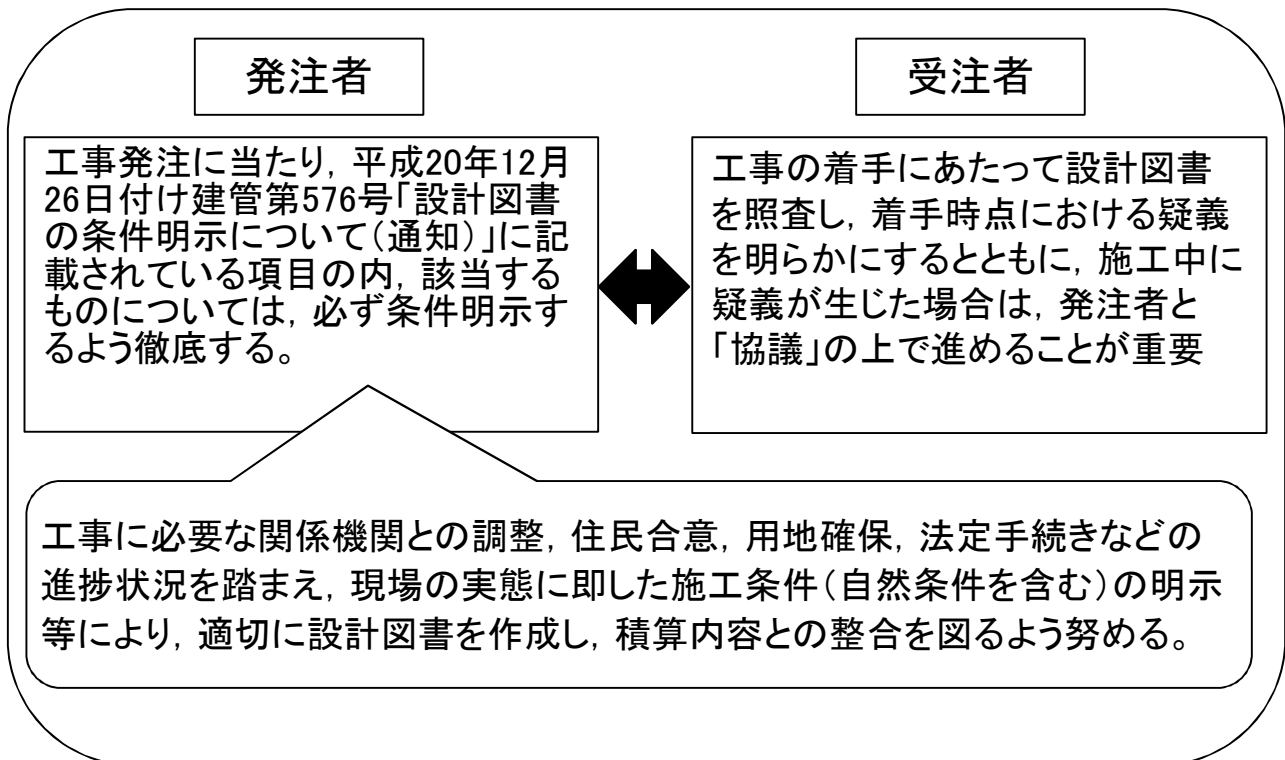 発注者
工事発注に当たり，平成20年12月
26日付け建管第576号「設計図書
の条件明示について（通知）」に記
載されている項目の内，該当する
ものについては，必ず条件明示す
るよう徹底する。
受注者
工事の着手にあたって設計図書
を照査し，着手時点における疑義
を明らかにするとともに，施工中に
疑義が生じた場合は，発注者と
「協議」の上で進めることが重要
工事に必要な関係機関との調整，住民合意，用地確保，法定手続きなどの
進捗状況を踏まえ，現場の実態に即した施工条件（自然条件を含む）の明示
等により，適切に設計図書を作成し，積算内容との整合を図るよう努める。